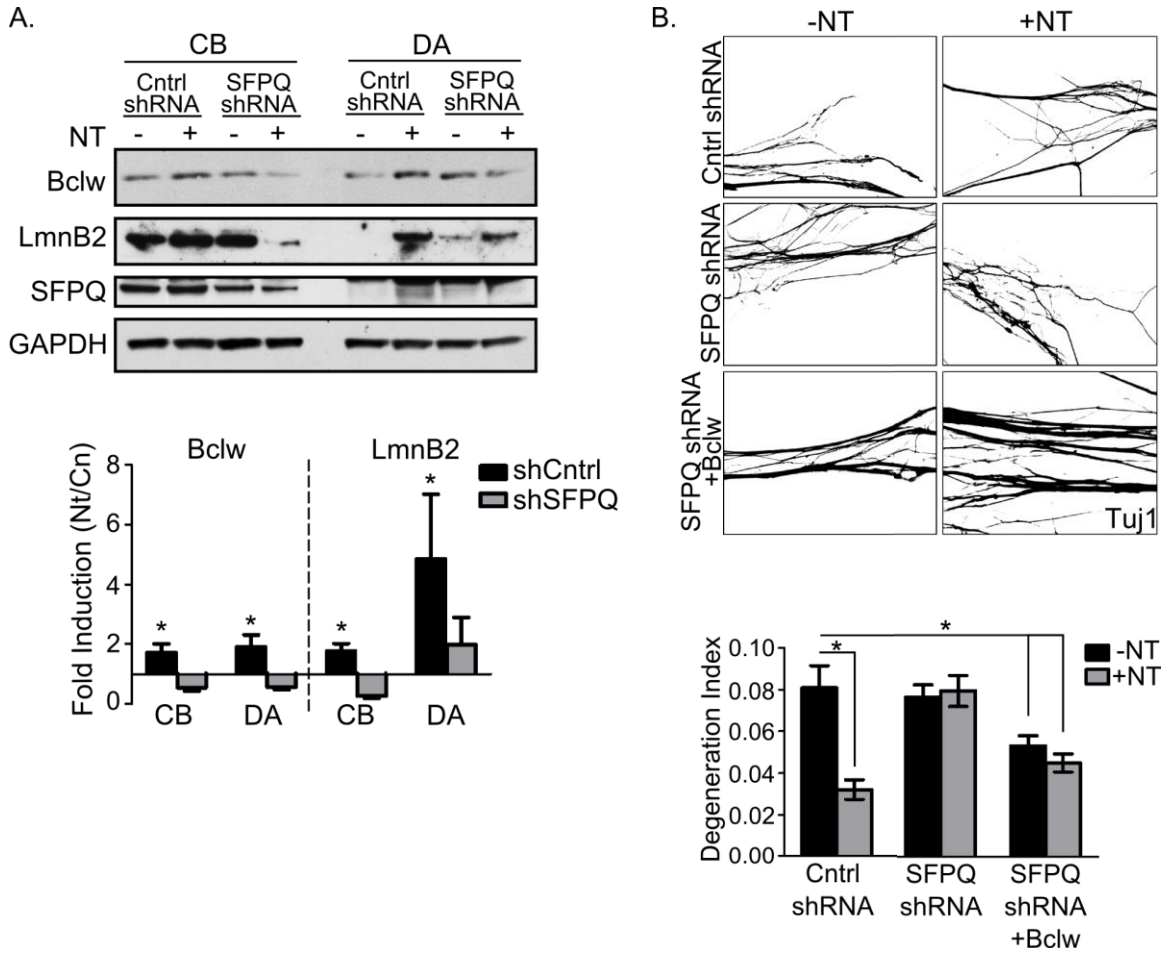 A.
CB
DA
Cntrl
shRNA
SFPQ
shRNA
Cntrl
shRNA
SFPQ
shRNA
NT - + - + - + - +
Bclw
LmnB2
SFPQ
GAPDH
Bclw
LmnB2
shCntrl
shSFPQ
Fold Induction (Nt/Cn)
8
6
4
2
0
* * * *
CB DA CB DA
B.
-NT
+NT
Cntrl shRNA
SFPQ shRNA
SFPQ shRNA
+Bclw
Tuj1
Degeneration Index
0.10
0.08
0.06
0.04
0.02
0.00
* *
-NT
+NT
Cntrl
shRNA
SFPQ
shRNA
SFPQ
shRNA
+Bclw